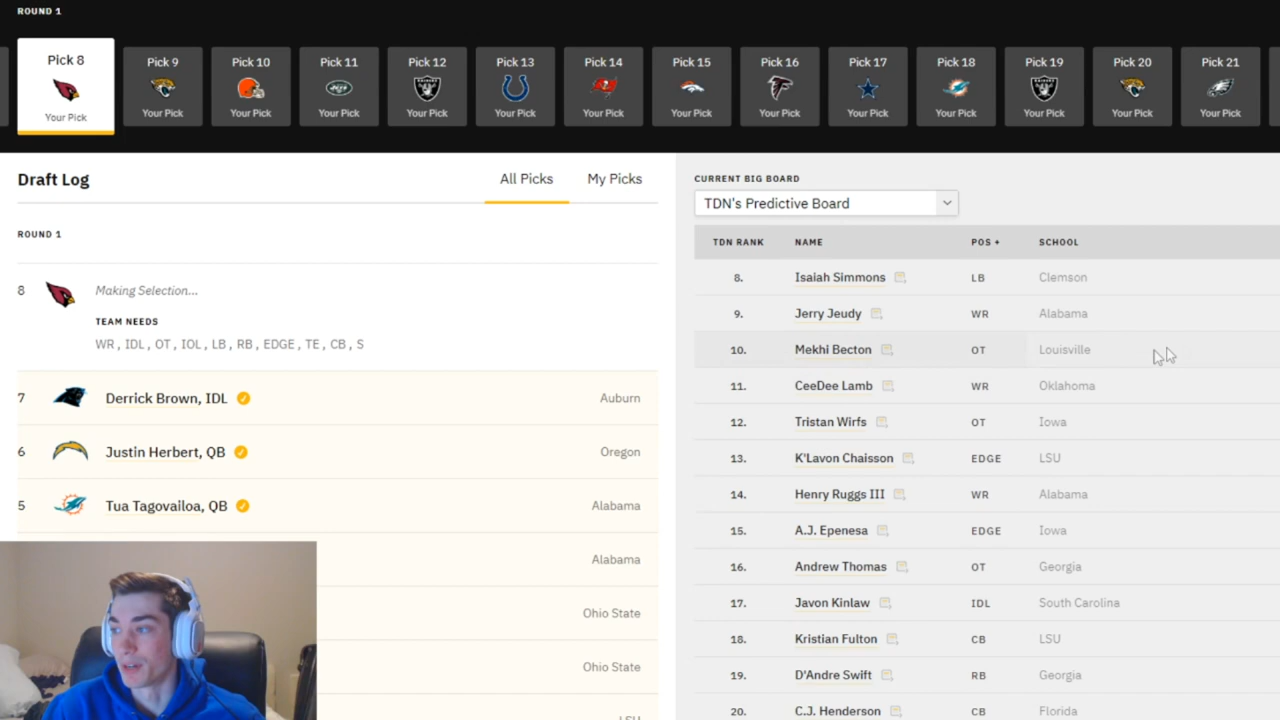 ROUND 1
Pick 8
Your Pick
Pick 9
Your Pick
Pick 10
Your Pick
Pick 11
Your Pick
Pick 12
Your Pick
Pick 13
Your Pick
Pick 14
Your Pick
Pick 15
Your Pick
Pick 16
Your Pick
Pick 17
Your Pick
Pick 18
Your Pick
Pick 19
Your Pick
Pick 20
Your Pick
Pick 21
Your Pick
Draft Log
All Picks
My Picks
ROUND 1
8
Making Selection...
TEAM NEEDS
WR , IDL , OT , IOL , LB , RB , EDGE , TE , CB , S
7 Derrick Brown, IDL Auburn
6 Justin Herbert, QB Oregon
5 Tua Tagovailoa, QB Alabama
Alabama
Ohio State
Ohio State
LSU
CURRENT BIG BOARD
TDN's Predictive Board
TDN RANK NAME POS + SCHOOL
8. Isaiah Simmons LB Clemson
9. Jerry Jeudy WR Alabama
10. Mekhi Becton OT Louisville
11. CeeDee Lamb WR Oklahoma
12. Tristan Wirfs OT Iowa
13. K'Lavon Chaisson EDGE LSU
14. Henry Ruggs III WR Alabama
15. A.J. Epenesa EDGE Iowa
16. Andrew Thomas OT Georgia
17. Javon Kinlaw IDL South Carolina
18. Kristian Fulton CB LSU
19. D'Andre Swift RB Georgia
20. C.J. Henderson CB Florida